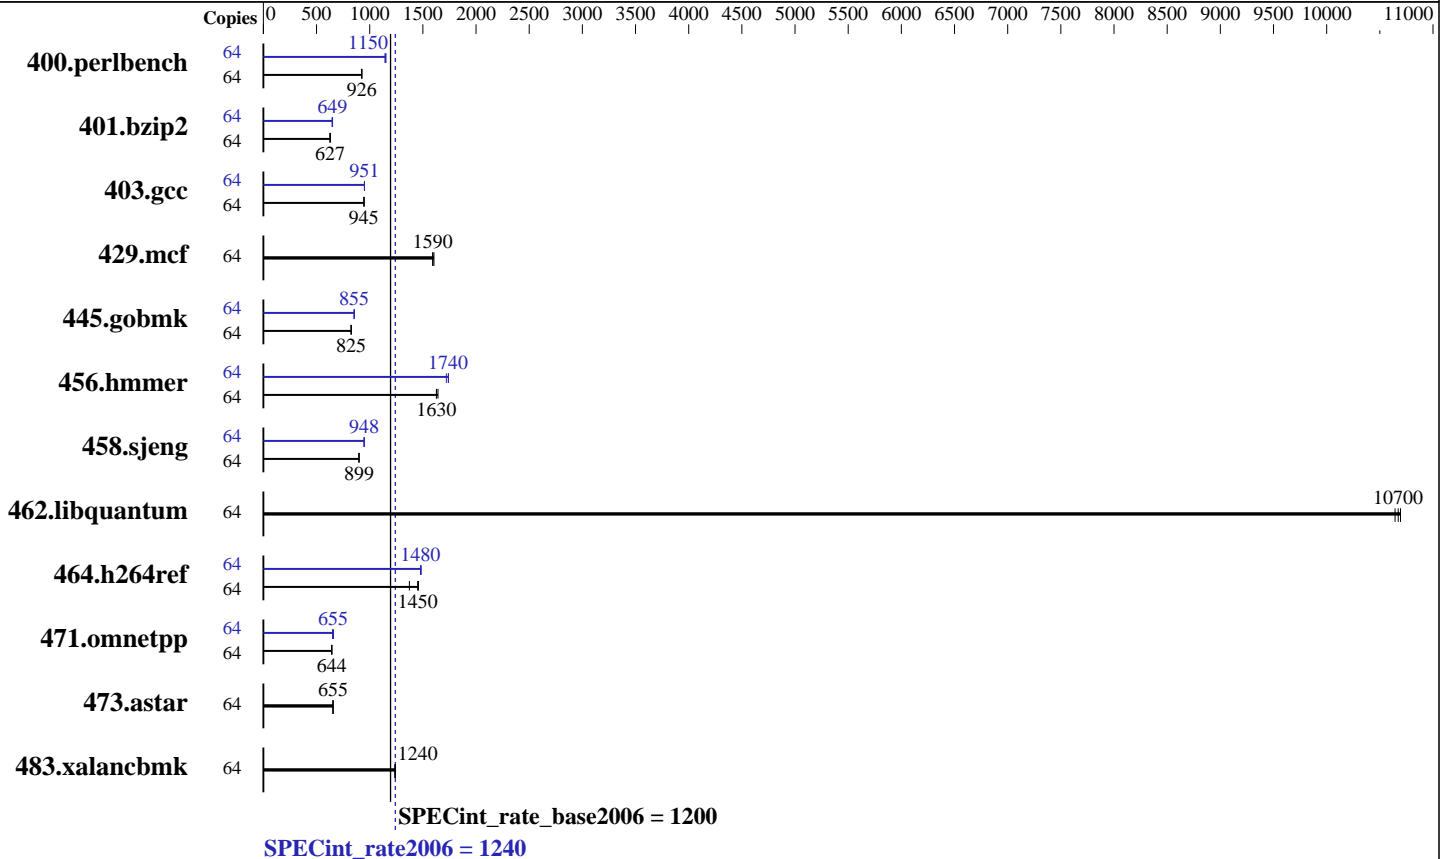 Copies 0 500 1000 1500 2000 2500 3000 3500 4000 4500 5000 5500 6000 6500 7000 7500 8000 8500 9000 9500 10000 11000
400.perlbench 64 1150
64 926
401.bzip2 64 649
64 627
403.gcc 64 951
64 945
429.mcf 64 1590
445.gobmk 64 855
64 825
456.hmmer 64 1740
64 1630
458.sjeng 64 948
64 899
462.libquantum 64 10700
464.h264ref 64 1480
64 1450
471.omnetpp 64 655
64 644
473.astar 64 655
483.xalancbmk 64 1240
SPECint_rate_base2006 = 1200
SPECint_rate2006 = 1240